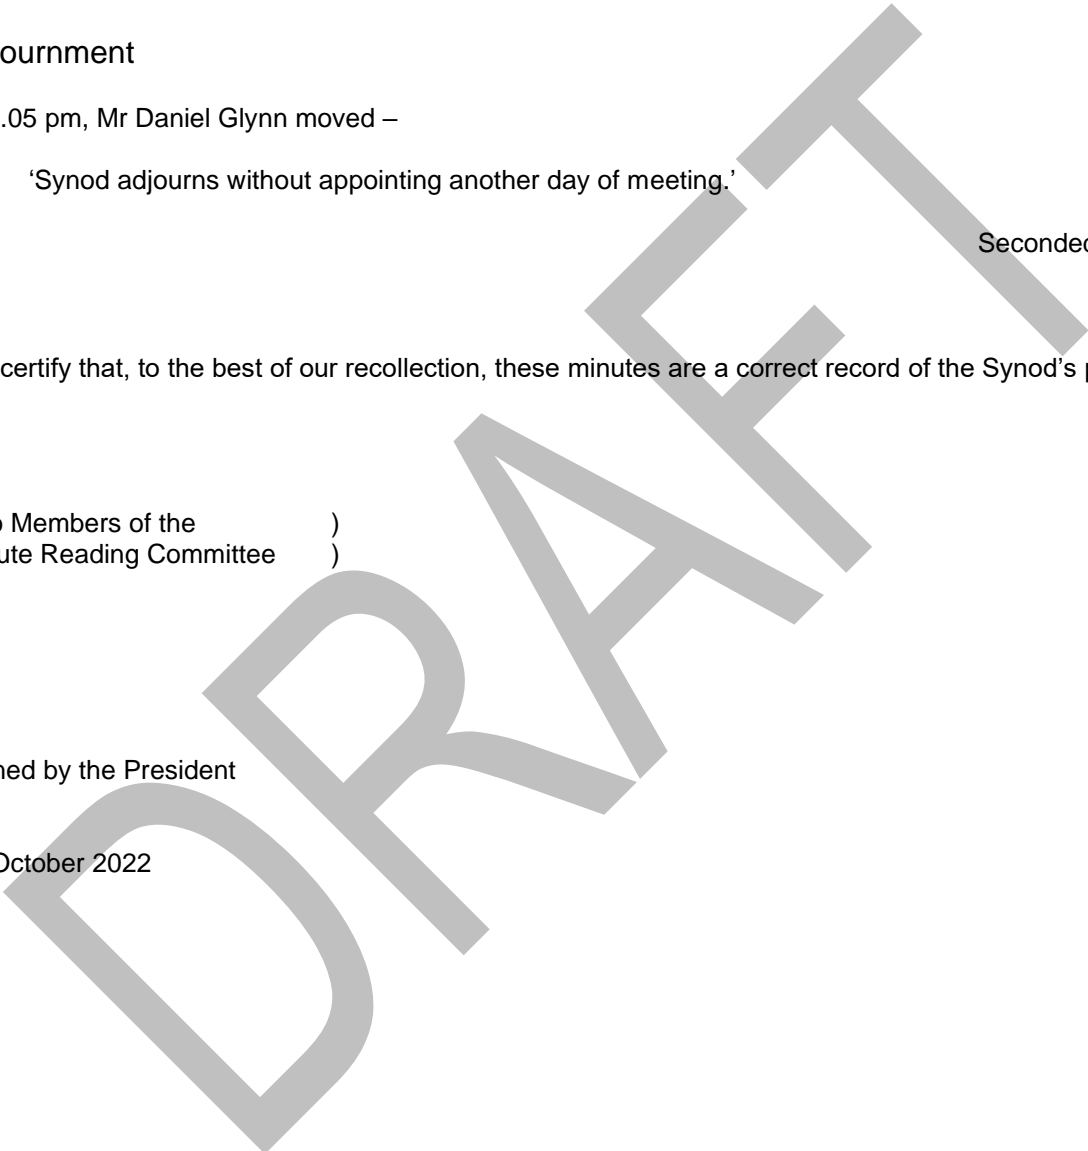 ournment
.05 pm, Mr Daniel Glynn moved –
‘Synod adjourns without appointing another day of meeting.’
Seconded
certify that, to the best of our recollection, these minutes are a correct record of the Synod’s
Members of the )
ute Reading Committee )
ned by the President
October 2022
DRAFT